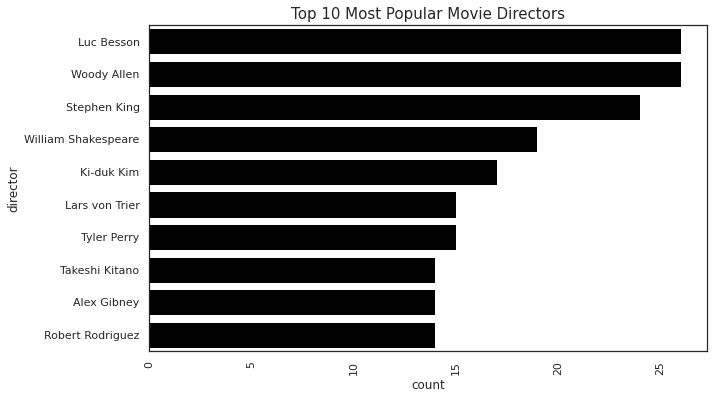 Top 10 Most Popular Movie Directors
director
Luc Besson
Woody Allen
Stephen King
William Shakespeare
Ki-duk Kim
Lars von Trier
Tyler Perry
Takeshi Kitano
Alex Gibney
Robert Rodriguez
0 5 10 15 20 25
count